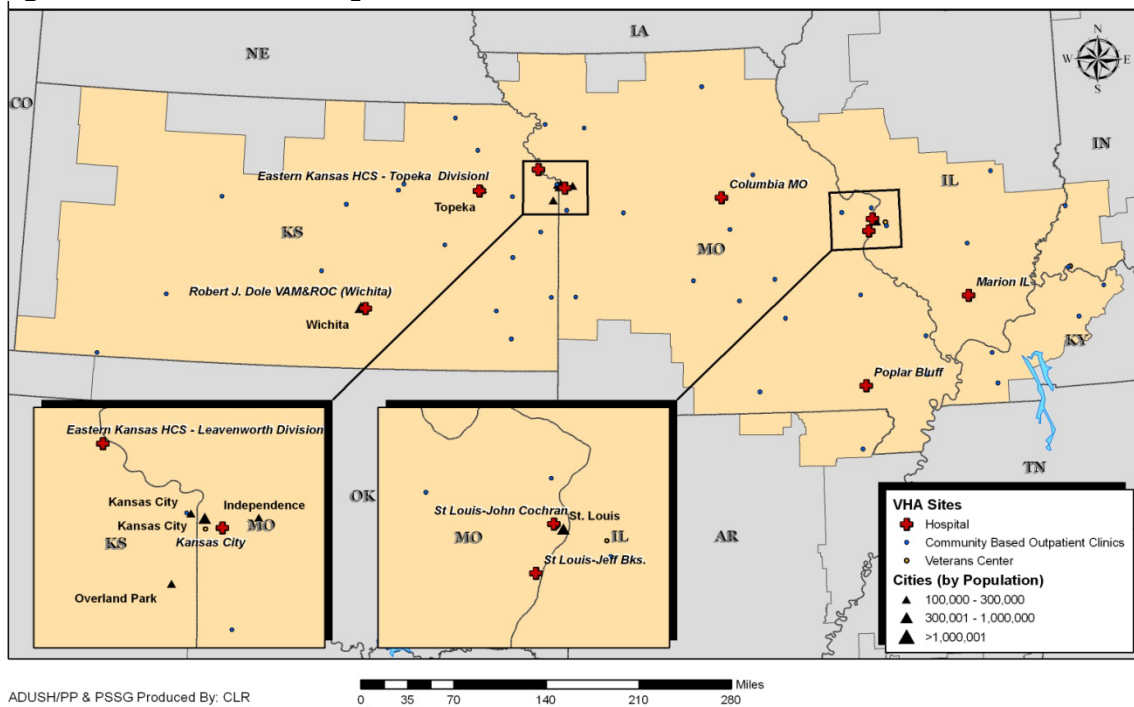 NE
IA
N
W
E
S
CO
IN
Eastern Kansas HCS - Topeka Divisionl
Columbia MO
IL
Topeka
KS
MO
Robert J. Dole VAM&ROC (Wichita)
Marion IL
Wichita
KY
Poplar Bluff
Eastern Kansas HCS - Leavenworth Division
Kansas City
Independence
Kansas City
MO
Kansas City
KS
Overland Park
OK
St Louis-John Cochran
St. Louis
MO
IL
St Louis-Jeff Bks.
AR
TN
VHA Sites
Hospital
Community Based Outpatient Clinics
Veterans Center
Cities (by Population)
100,000 - 300,000
300,001 - 1,000,000
>1,000,001
ADUSH/PP & PSSG Produced By: CLR
Miles
0 35 70 140 210 280